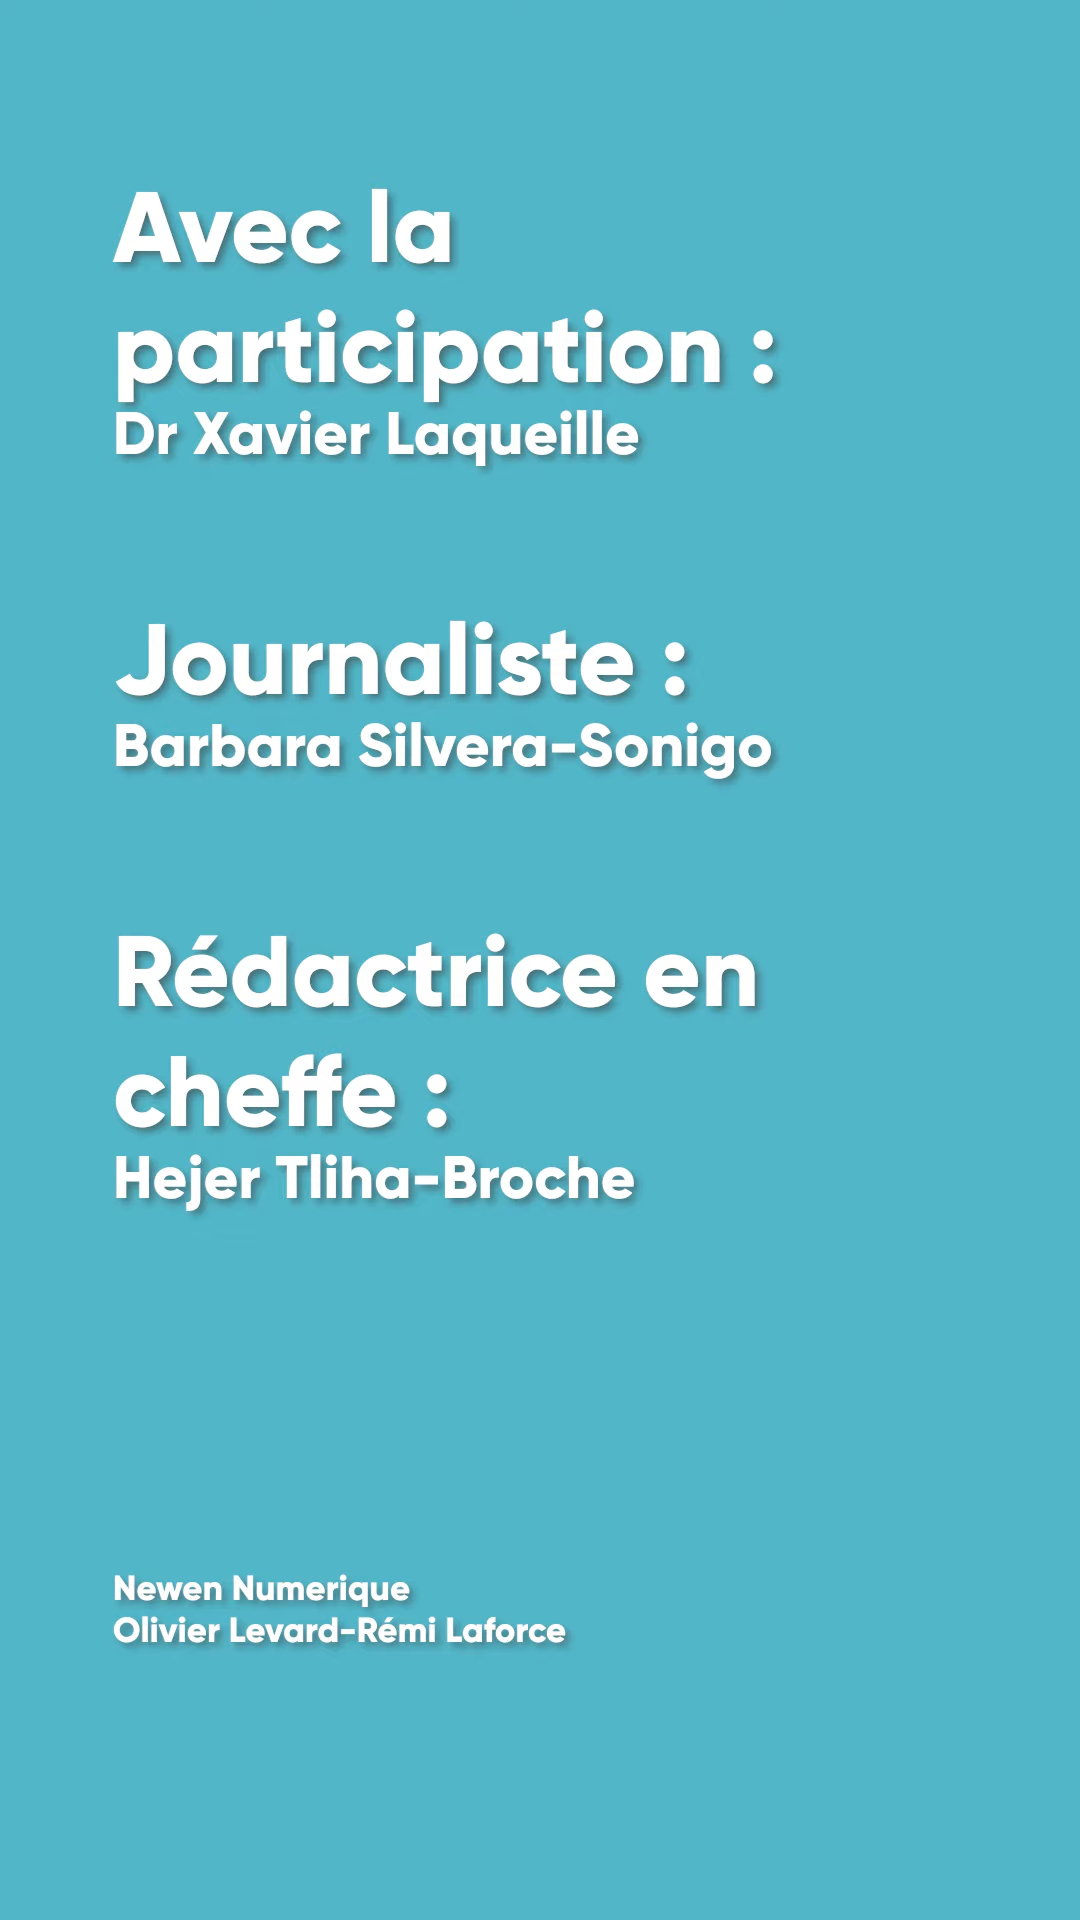 Avec la
participation :
Dr Xavier Laqueille
Journaliste :
Barbara Silvera-Sonigo
Rédactrice en
cheffe :
Hejer Tliha-Broche
Newen Numerique
Olivier Levard-Rémi Laforce